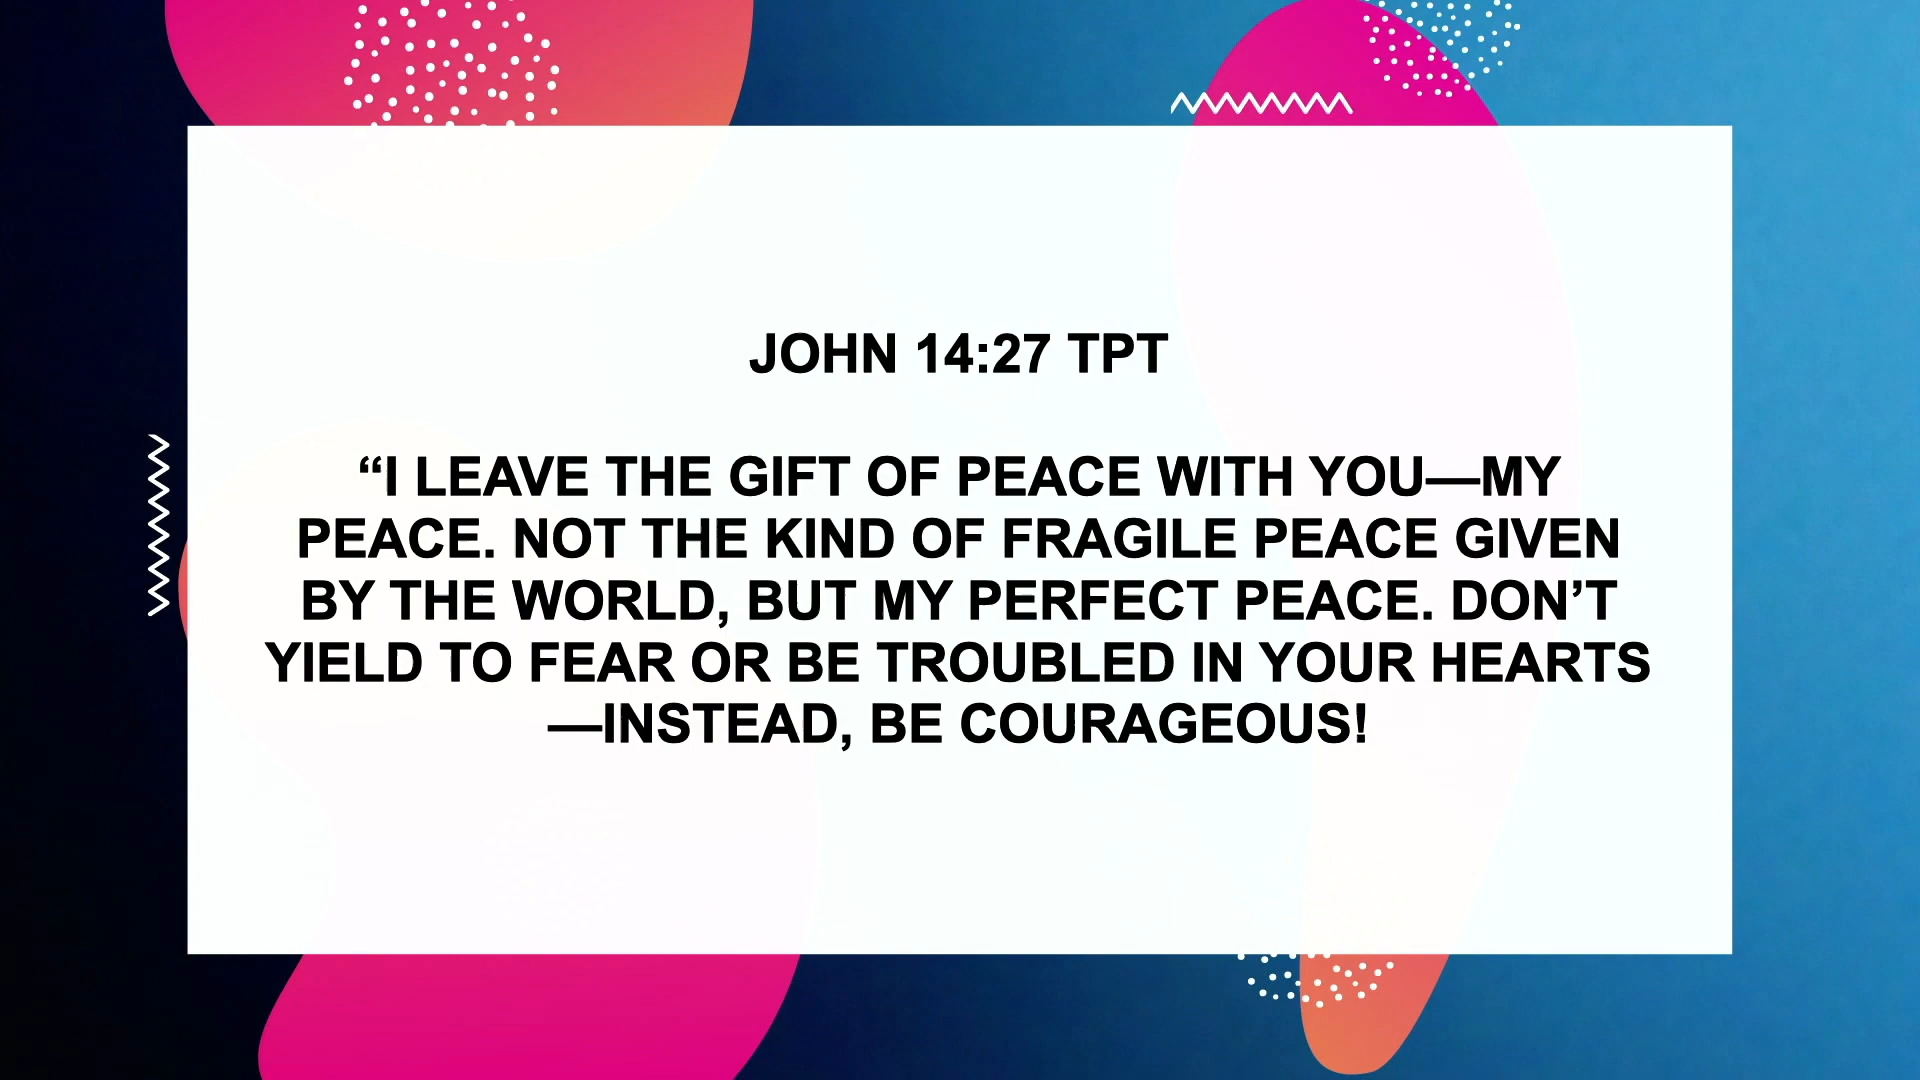 JOHN 14:27 TPT
“I LEAVE THE GIFT OF PEACE WITH YOU—MY
PEACE. NOT THE KIND OF FRAGILE PEACE GIVEN
BY THE WORLD, BUT MY PERFECT PEACE. DON’T
YIELD TO FEAR OR BE TROUBLED IN YOUR HEARTS
—INSTEAD, BE COURAGEOUS!